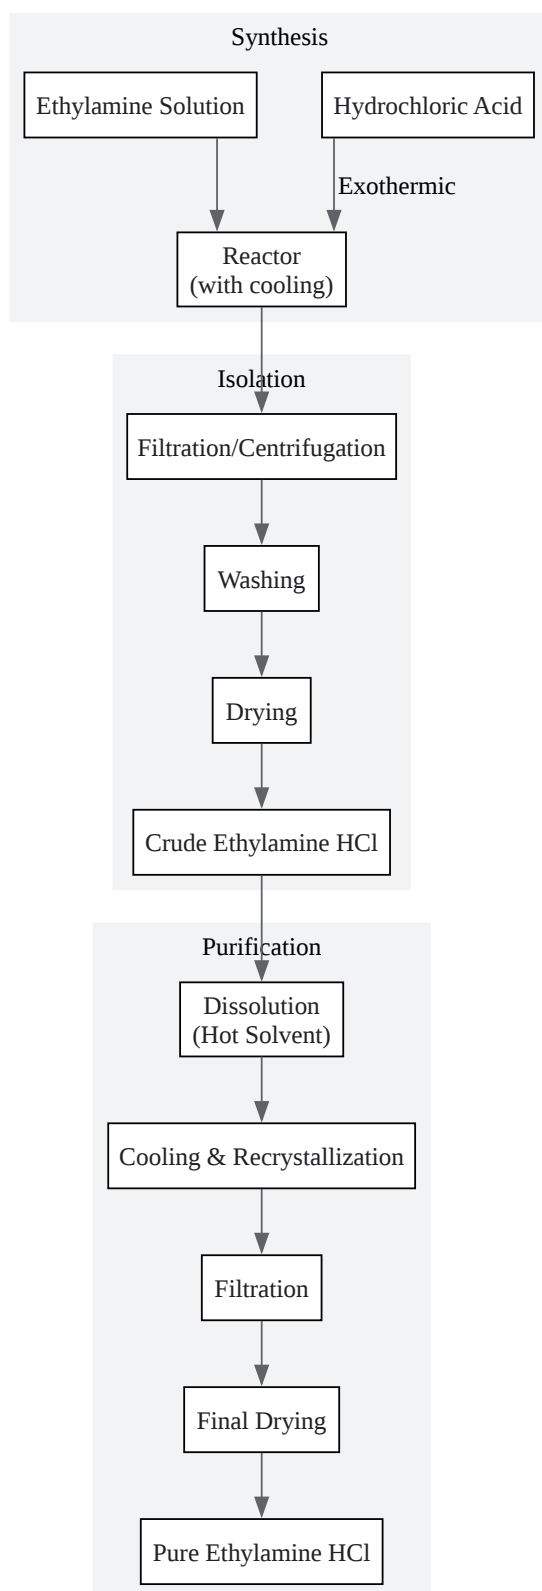 Synthesis
Ethylamine Solution
Hydrochloric Acid
Exothermic
Reactor
(with cooling)
Isolation
Filtration/Centrifugation
Washing
Drying
Crude Ethylamine HCl
Purification
Dissolution
(Hot Solvent)
Cooling & Recrystallization
Filtration
Final Drying
Pure Ethylamine HCl